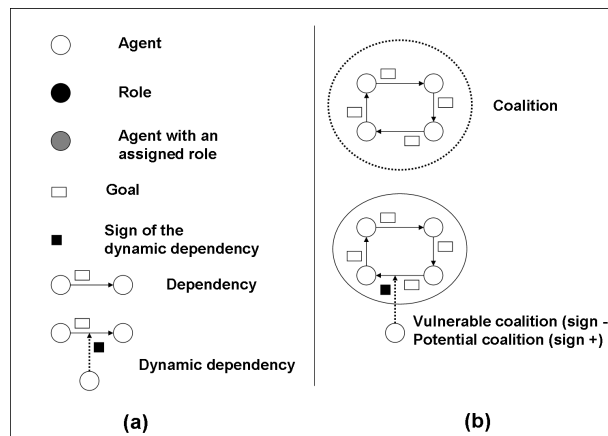 Agent
Role
Agent with an
assigned role
Goal
Sign of the
dynamic dependency
Dependency
Dynamic dependency
(a)
Coalition
Vulnerable coalition (sign -
Potential coalition (sign +)
(b)